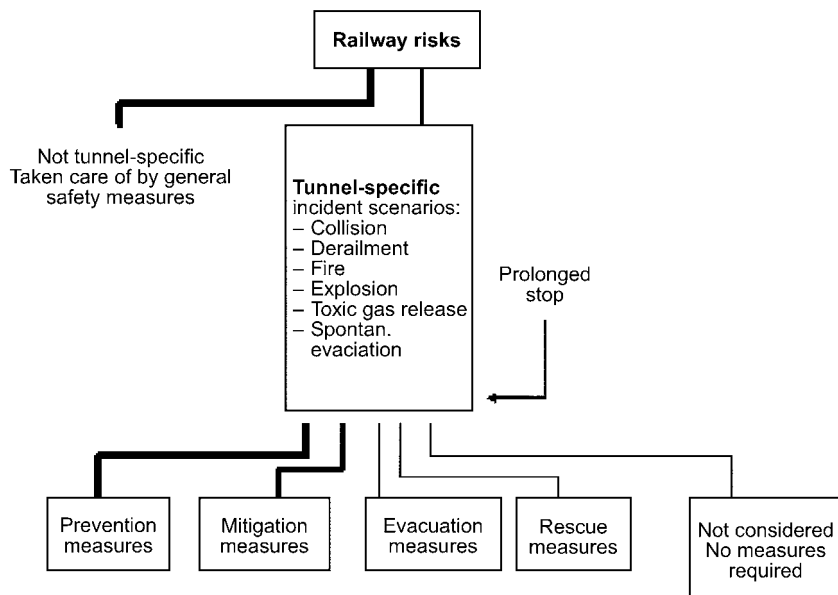 Railway risks
Not tunnel-specific
Taken care of by general
safety measures
Tunnel-specific
incident scenarios:
– Collision
– Derailment
– Fire
– Explosion
– Toxic gas release
– Spontan.
evaciation
Prolonged
stop
Prevention
measures
Mitigation
measures
Evacuation
measures
Rescue
measures
Not considered
No measures
required